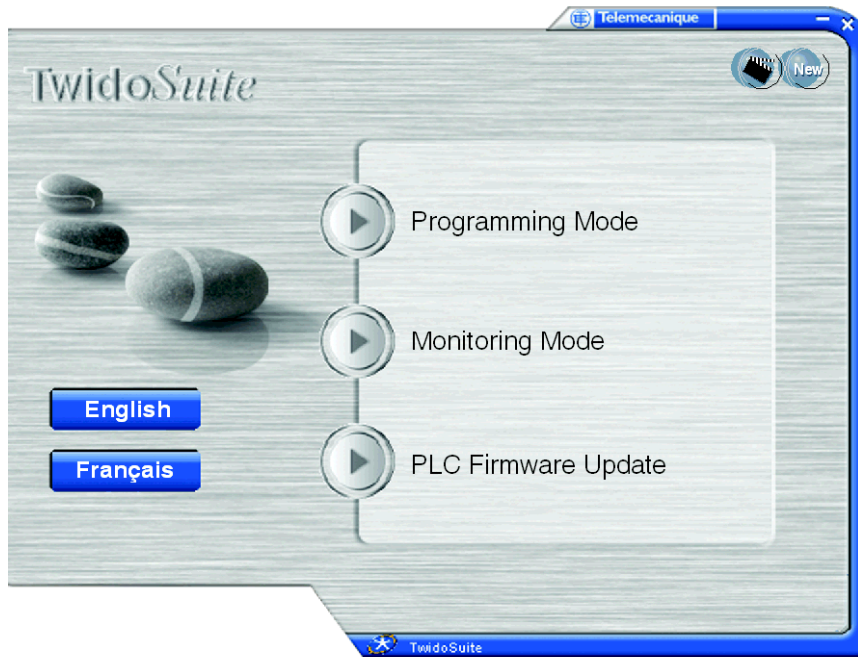 Telemecanique
TwidoSuite
New
Programming Mode
Monitoring Mode
English
Français
PLC Firmware Update
TwidoSuite